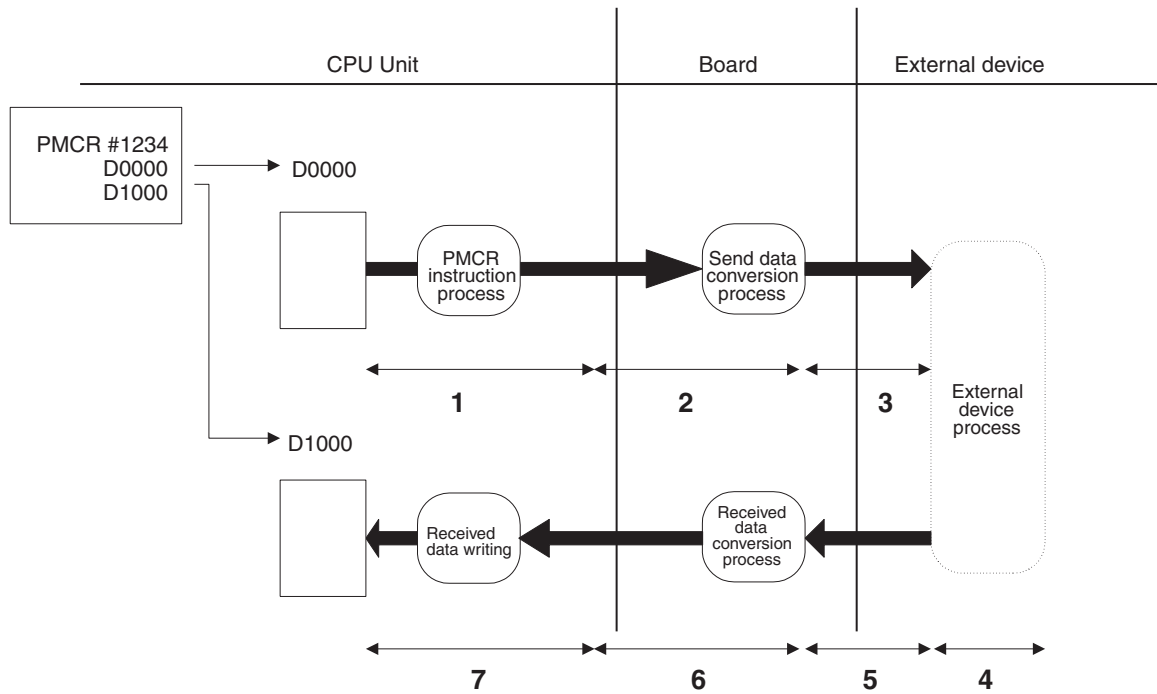 CPU Unit
Board
External device
PMCR #1234
D0000
D1000
D0000
PMCR
instruction
process
Send data
conversion
process
1
2
3
External
device
process
D1000
Received
data writing
Received
data
conversion
process
7
6
5
4